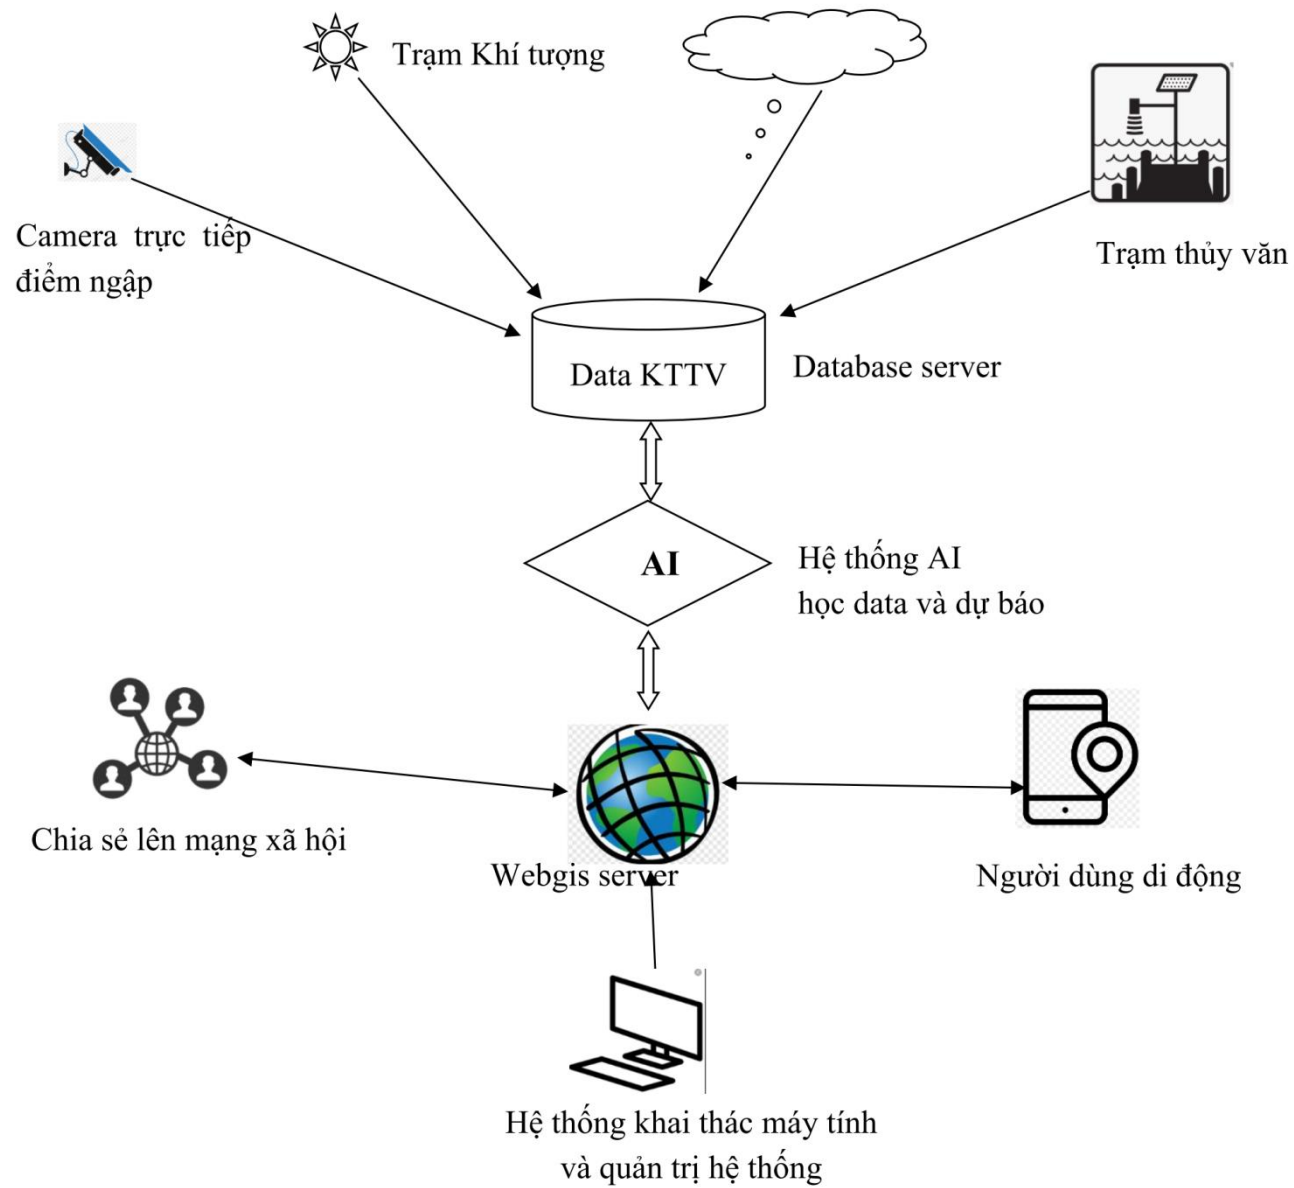 Trạm Khí tượng
Camera trực tiếp
điểm ngập
Trạm thủy văn
Data KTTV
Database server
AI
Hệ thống AI
học data và dự báo
Chia sẻ lên mạng xã hội
Webgis server
Người dùng di động
Hệ thống khai thác máy tính
và quản trị hệ thống